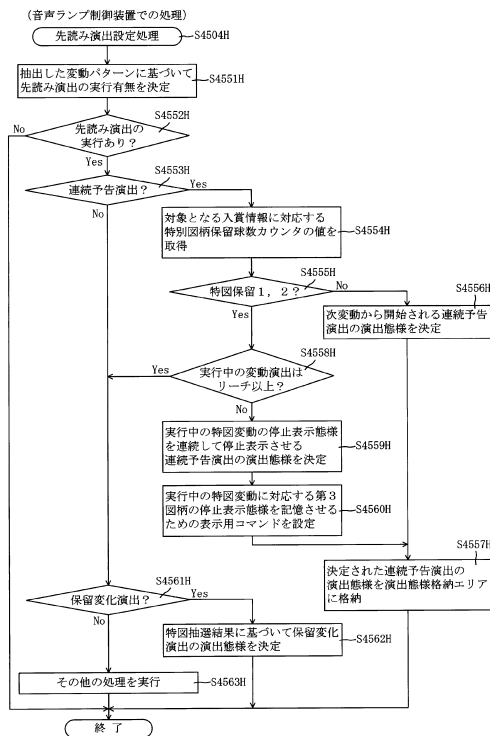 (音声ランプ制御装置での処理)
先読み演出設定処理
S4504H
抽出した変動パターンに基づいて
先読み演出の実行有無を決定
S4551H
S4552H
先読み演出の
実行あり？
No
Yes
S4553H
連続予告演出？
Yes
No
対象となる入賞情報に対応する
特別図柄保留球数カウンタの値を
取得
S4554H
S4555H
特図保留１，２？
No
Yes
S4556H
次変動から開始される連続予告
演出の演出態様を決定
S4558H
実行中の変動演出は
リーチ以上？
Yes
No
実行中の特図変動の停止表示態様
を連続して停止表示させる
連続予告演出の演出態様を決定
S4559H
実行中の特図変動に対応する第３
図柄の停止表示態様を記憶させる
ための表示用コマンドを設定
S4560H
S4557H
決定された連続予告演出の
演出態様を演出態様格納エリア
に格納
S4561H
保留変化演出？
Yes
No
特図抽選結果に基づいて保留変化
演出の演出態様を決定
S4562H
その他の処理を実行
S4563H
終了